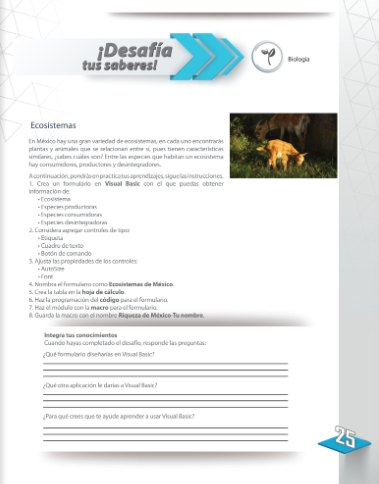 ¡Desafía
tus saberes!
Biología
Ecosistemas
En México hay una gran variedad de ecosistemas, en cada uno encontrarás
plantas y animales que se relacionan entre sí, pues tienen características
similares, ¿sabes cuáles son? Entre las especies que habitan un ecosistema
hay consumidores, productores y desintegradores.
A continuación, pondrás en practica tus aprendizajes, sigue las instrucciones.
1. Crea un formulario en Visual Basic con el que puedas obtener
información de:
• Ecosistema
• Especies productoras
• Especies consumidoras
• Especies desintegradoras
2. Considera agregar controles de tipo:
• Etiqueta
• Cuadro de texto
• Botón de comando
3. Ajusta las propiedades de los controles:
• AutoSize
• Font
4. Nombra el formulario como Ecosistemas de México.
5. Crea la tabla en la hoja de cálculo.
6. Haz la programación del código para el formulario.
7. Haz el módulo con la macro para el formulario.
8. Guarda la macro con el nombre Riqueza de México-Tu nombre.
Integra tus conocimientos
Cuando hayas completado el desafío, responde las preguntas:
¿Qué formulario diseñarías en Visual Basic?
¿Qué otra aplicación le darías a Visual Basic?
¿Para qué crees que te ayude aprender a usar Visual Basic?
25